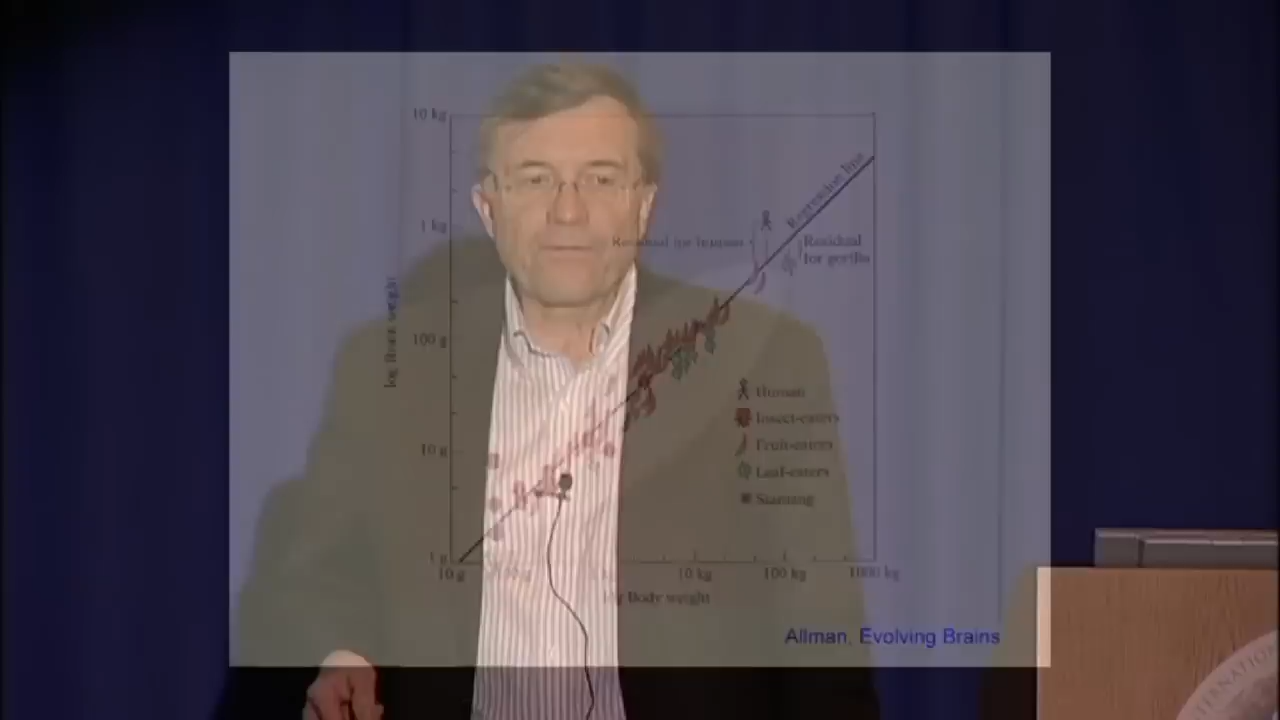 10 kg
1 kg
100 g
10 g
1 g
log Brain weight
Residual for human
Regression line
Residual
for gorilla
Human
Insect-eaters
Fruit-eaters
Leaf-eaters
10 g
10 kg
100 kg
1000 kg
log Body weight
Allman, Evolving Brains